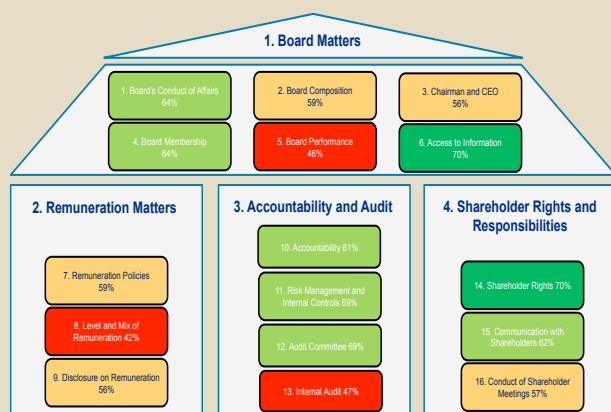 1. Board Matters
1. Board's Conduct of Affairs
64%
2. Board Composition
59%
3. Chairman and CEO
56%
4. Board Membership
64%
5. Board Performance
46%
6. Access to Information
70%
2. Remuneration Matters
7. Remuneration Policies
59%
8. Level and Mix of
Remuneration 42%
9. Disclosure on Remuneration
56%
3. Accountability and Audit
10. Accountability 61%
11. Risk Management and
Internal Controls 69%
12. Audit Committee 69%
13. Internal Audit 47%
4. Shareholder Rights and
Responsibilities
14. Shareholder Rights 70%
15. Communication with
Shareholders 62%
16. Conduct of Shareholder
Meetings 57%